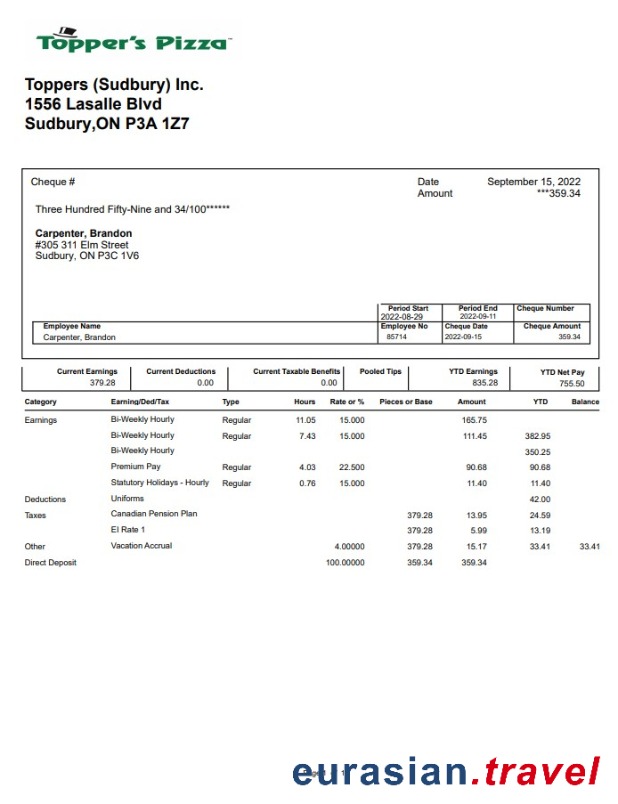 Topper's Pizza
Toppers (Sudbury) Inc.
1556 Lasalle Blvd
Sudbury,ON P3A 1Z7
Cheque # Date September 15, 2022
Amount ***359.34
Three Hundred Fifty-Nine and 34/100******
Carpenter, Brandon
#305 311 Elm Street
Sudbury, ON P3C 1V6
Period Start Period End Cheque Number
2022-08-29 2022-09-11
Employee Name Employee No Cheque Date Cheque Amount
Carpenter, Brandon 85714 2022-09-15 359.34
Current Earnings Current Deductions Current Taxable Benefits Pooled Tips YTD Earnings YTD Net Pay
379.28 0.00 0.00 835.28 755.50
Category Earning/Ded/Tax Type Hours Rate or % Pieces or Base Amount YTD Balance
Earnings Bi-Weekly Hourly Regular 11.05 15.000 165.75
Bi-Weekly Hourly Regular 7.43 15.000 111.45 382.95
Bi-Weekly Hourly 350.25
Premium Pay Regular 4.03 22.500 90.68 90.68
Statutory Holidays - Hourly Regular 0.76 15.000 11.40 11.40
Deductions Uniforms 42.00
Taxes Canadian Pension Plan 379.28 13.95 24.59
EI Rate 1 379.28 5.99 13.19
Other Vacation Accrual 4.00000 379.28 15.17 33.41 33.41
Direct Deposit 100.00000 359.34 359.34
eurasian.travel